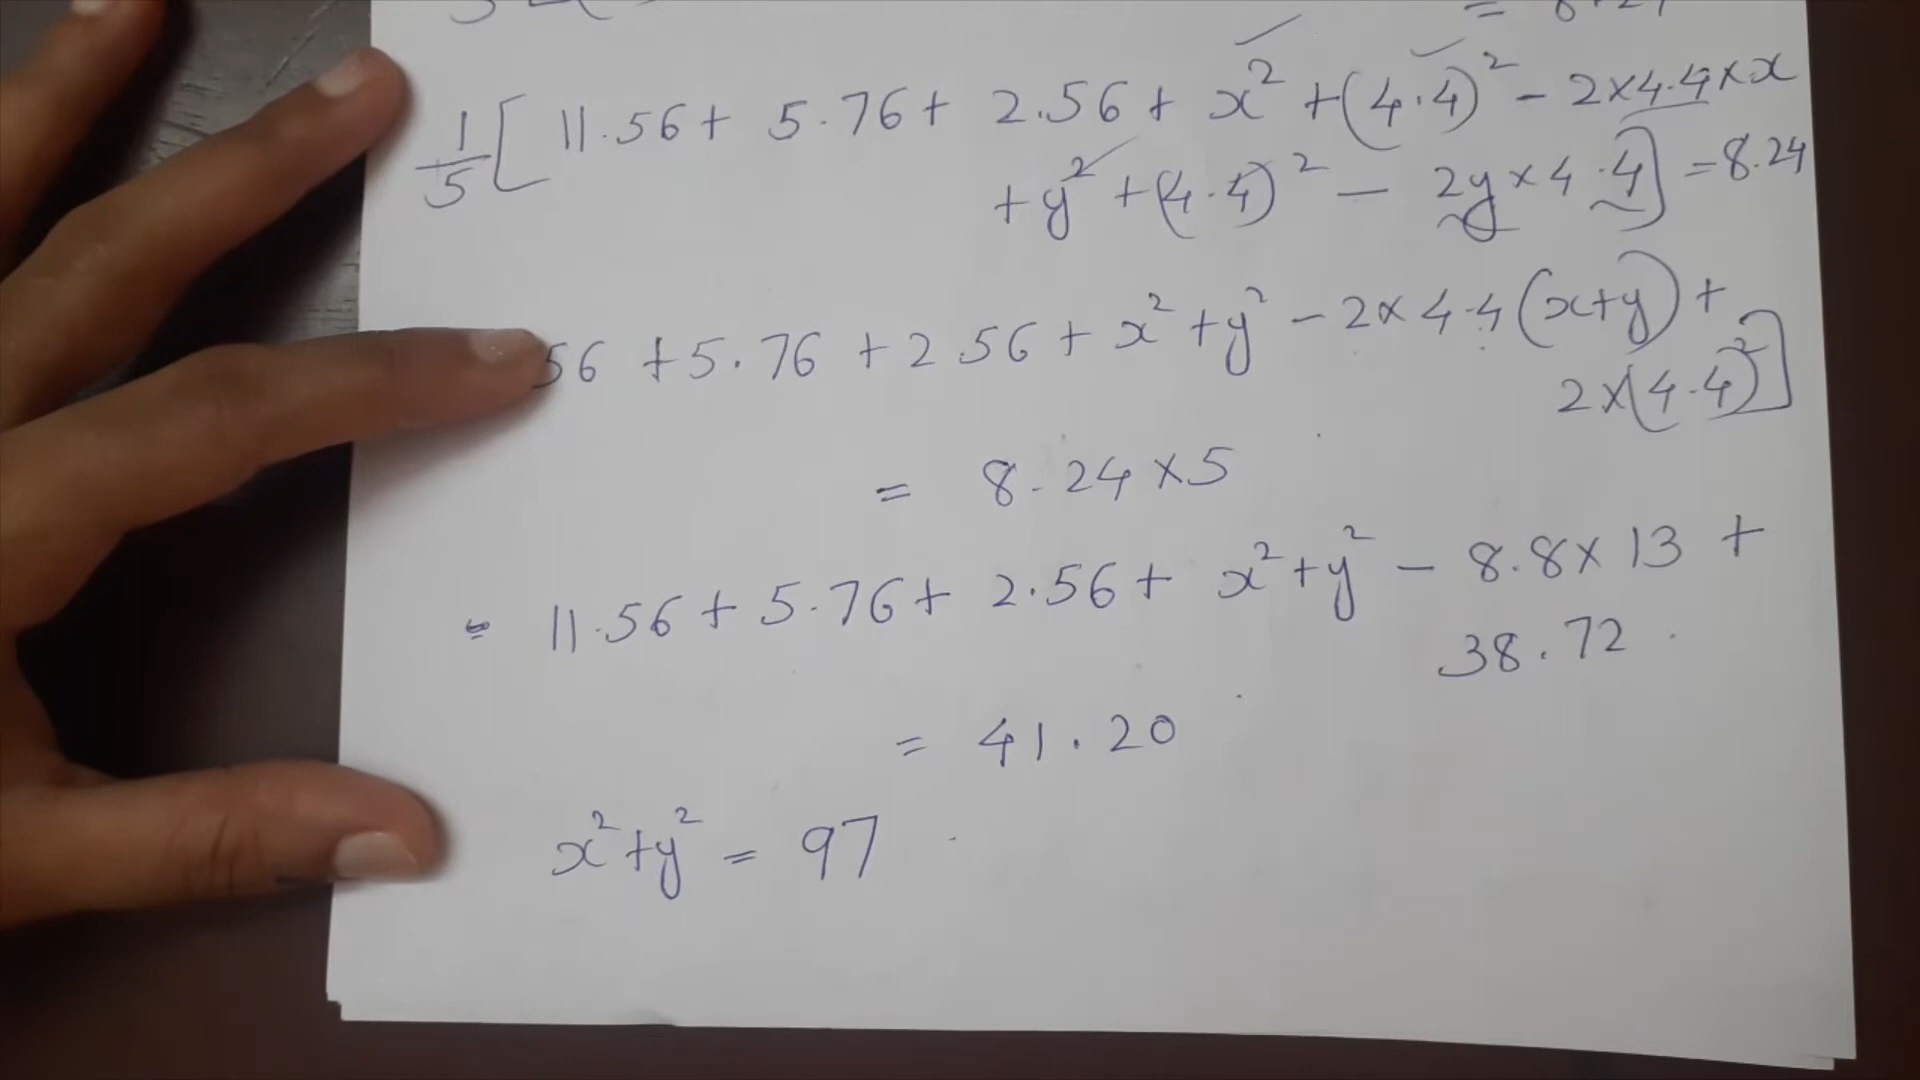 1/5 [ 11.56 + 5.76 + 2.56 + x² + (4.4)² - 2×4.4×x
+ y² + (4.4)² - 2y×4.4 ] = 8.24
56 + 5.76 + 2.56 + x² + y² - 2×4.4 (x+y) +
2×(4.4)² ]
= 8.24 × 5
= 11.56 + 5.76 + 2.56 + x² + y² - 8.8 × 13 +
38.72
= 41.20
x² + y² = 97